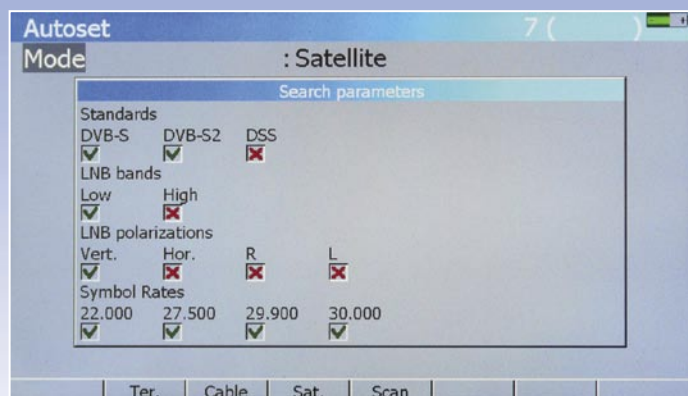 Autoset 7 ( )
Mode : Satellite
Search parameters
Standards
DVB-S DVB-S2 DSS
LNB bands
Low High
LNB polarizations
Vert. Hor. R L
Symbol Rates
22.000 27.500 29.900 30.000
Ter. Cable Sat. Scan